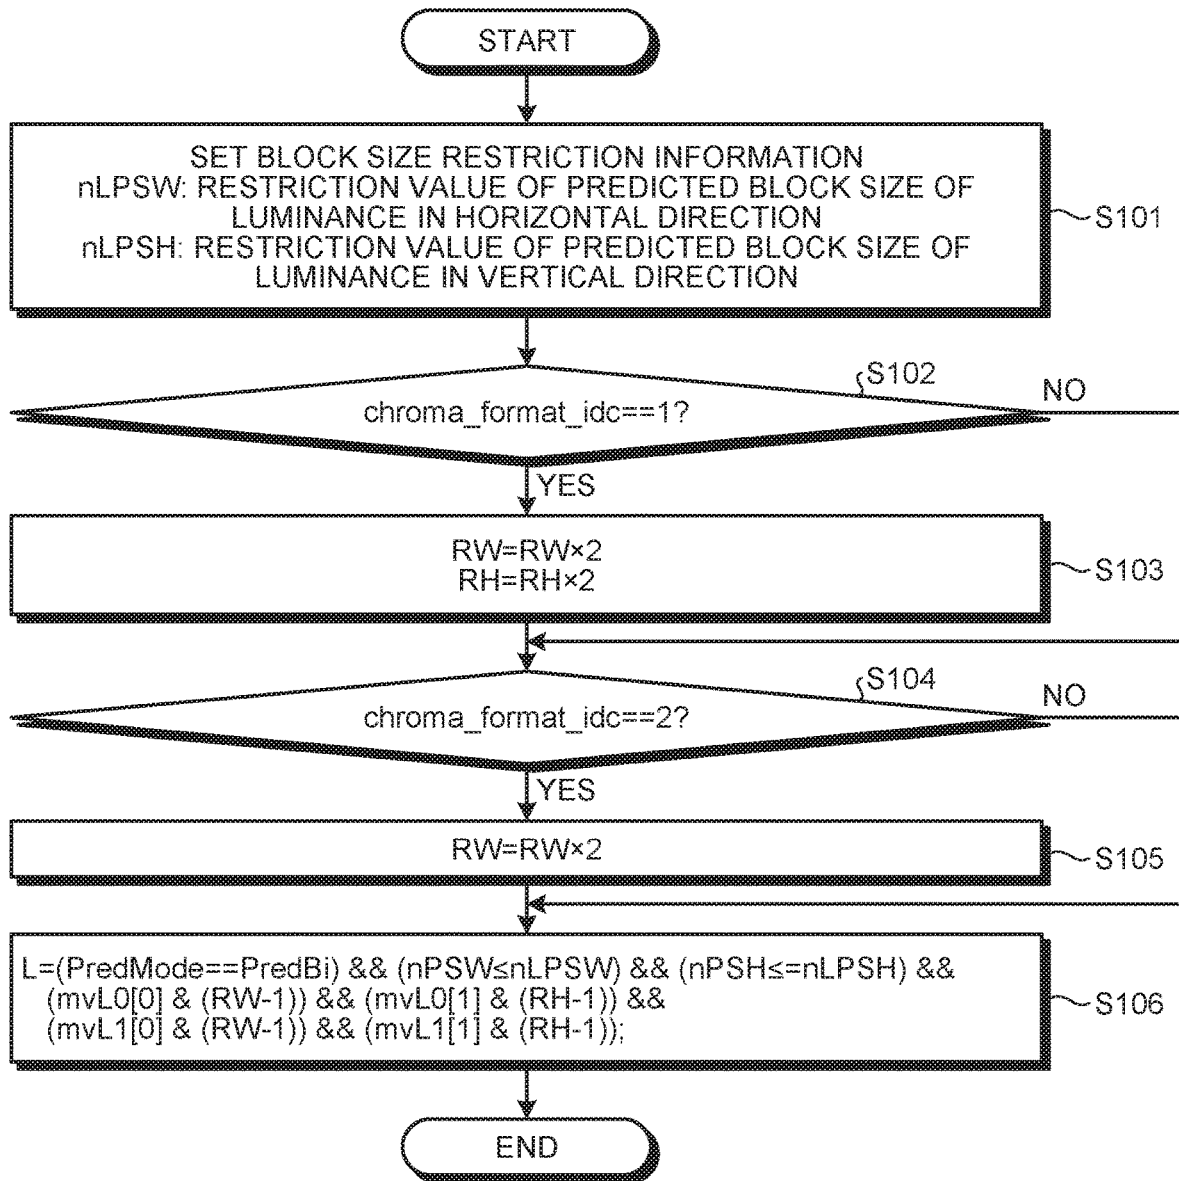 START
SET BLOCK SIZE RESTRICTION INFORMATION
nLPSW: RESTRICTION VALUE OF PREDICTED BLOCK SIZE OF
LUMINANCE IN HORIZONTAL DIRECTION
nLPSH: RESTRICTION VALUE OF PREDICTED BLOCK SIZE OF
LUMINANCE IN VERTICAL DIRECTION
S101
S102
NO
chroma_format_idc==1?
YES
RW=RW×2
RH=RH×2
S103
S104
NO
chroma_format_idc==2?
YES
RW=RW×2
S105
L=(PredMode==PredBi) && (nPSW≤nLPSW) && (nPSH≤=nLPSH) &&
(mvL0[0] & (RW-1)) && (mvL0[1] & (RH-1)) &&
(mvL1[0] & (RW-1)) && (mvL1[1] & (RH-1));
S106
END